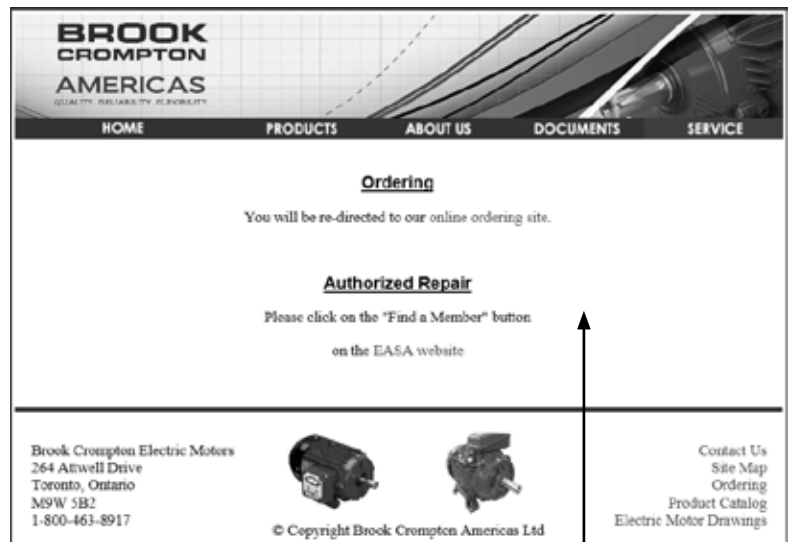 BROOK
CROMPTON
AMERICAS
QUALITY RELIABILITY FLEXIBILITY
HOME PRODUCTS ABOUT US DOCUMENTS SERVICE
Ordering
You will be re-directed to our online ordering site.
Authorized Repair
Please click on the "Find a Member" button
on the EASA website
Brook Crompton Electric Motors
264 Attwell Drive
Toronto, Ontario
M9W 5B2
1-800-463-8917
© Copyright Brook Crompton Americas Ltd
Contact Us
Site Map
Ordering
Product Catalog
Electric Motor Drawings